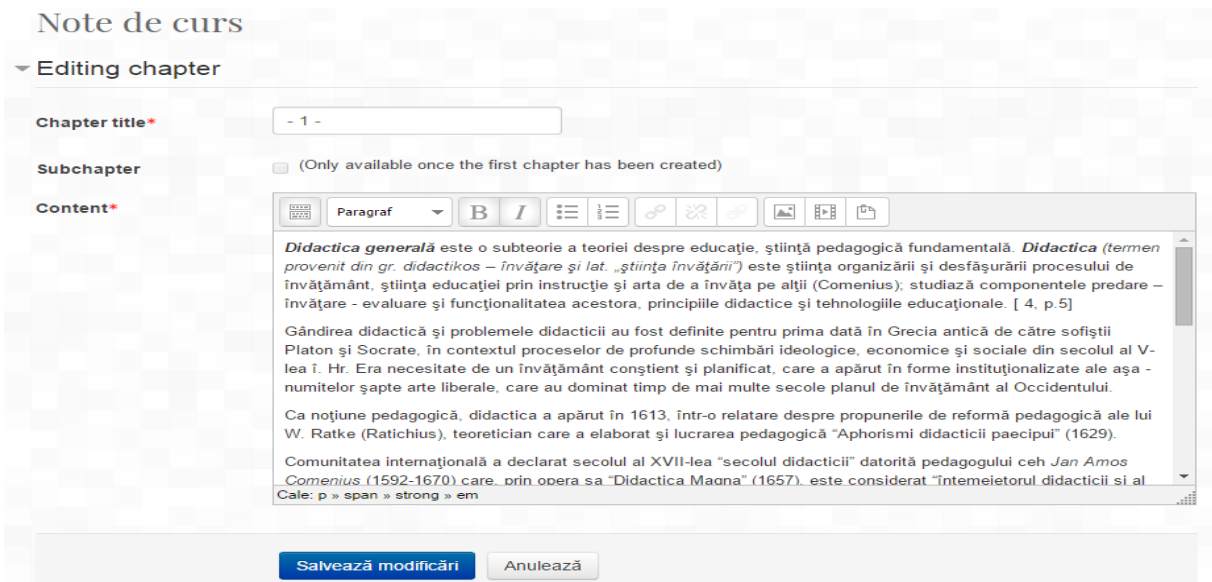 Note de curs
Editing chapter
Chapter title*
- 1 -
Subchapter
(Only available once the first chapter has been created)
Content*
Paragraf
B I
Didactica generală este o subteorie a teoriei despre educaţie, ştiinţă pedagogică fundamentală. Didactica (termen
provenit din gr. didactikos – învăţare şi lat. „ştiinţa învăţării”) este ştiinţa organizării şi desfăşurării procesului de
învăţământ, ştiinţa educaţiei prin instrucţie şi arta de a învăţa pe alţii (Comenius); studiază componentele predare –
învăţare - evaluare şi funcţionalitatea acestora, principiile didactice şi tehnologiile educaţionale. [ 4, p.5]
Gândirea didactică şi problemele didacticii au fost definite pentru prima dată în Grecia antică de către sofiştii
Platon şi Socrate, în contextul proceselor de profunde schimbări ideologice, economice şi sociale din secolul al V-
lea î. Hr. Era necesitate de un învăţământ conştient şi planificat, care a apărut în forme instituţionalizate ale aşa -
numitelor şapte arte liberale, care au dominat timp de mai multe secole planul de învăţământ al Occidentului.
Ca noţiune pedagogică, didactica a apărut în 1613, într-o relatare despre propunerile de reformă pedagogică ale lui
W. Ratke (Ratichius), teoretician care a elaborat şi lucrarea pedagogică “Aphorismi didacticii paecipui” (1629).
Comunitatea internaţională a declarat secolul al XVII-lea “secolul didacticii” datorită pedagogului ceh Jan Amos
Comenius (1592-1670) care, prin opera sa “Didactica Magna” (1657), este considerat “întemeietorul didacticii şi al
Cale: p » span » strong » em
Salvează modificări
Anulează